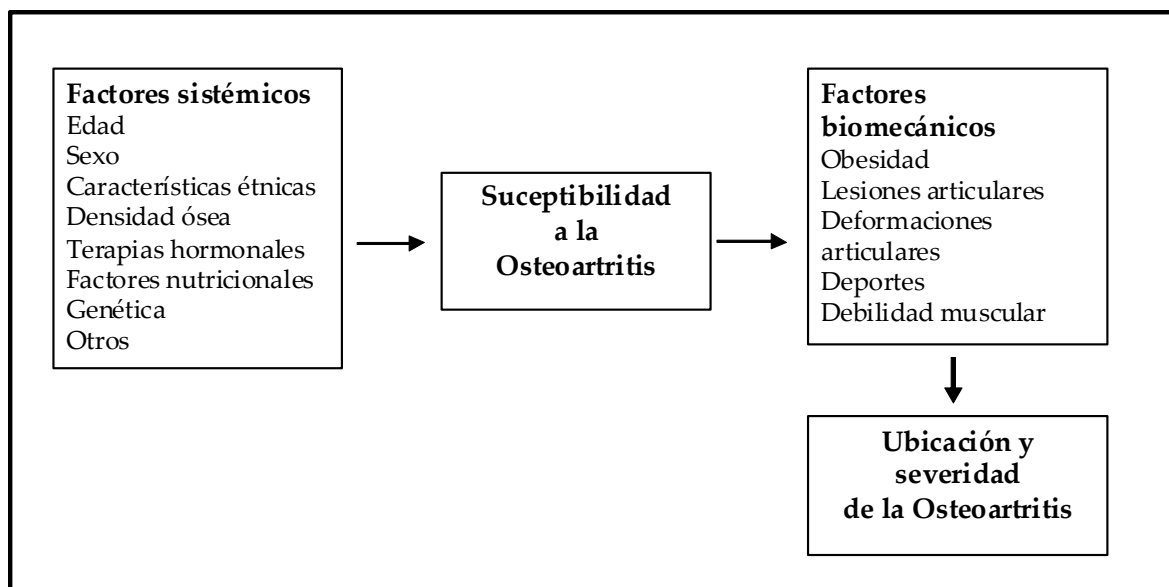 Factores sistémicos
Edad
Sexo
Características étnicas
Densidad ósea
Terapias hormonales
Factores nutricionales
Genética
Otros
Suceptibilidad
a la
Osteoartritis
Factores
biomecánicos
Obesidad
Lesiones articulares
Deformaciones
articulares
Deportes
Debilidad muscular
Ubicación y
severidad
de la Osteoartritis